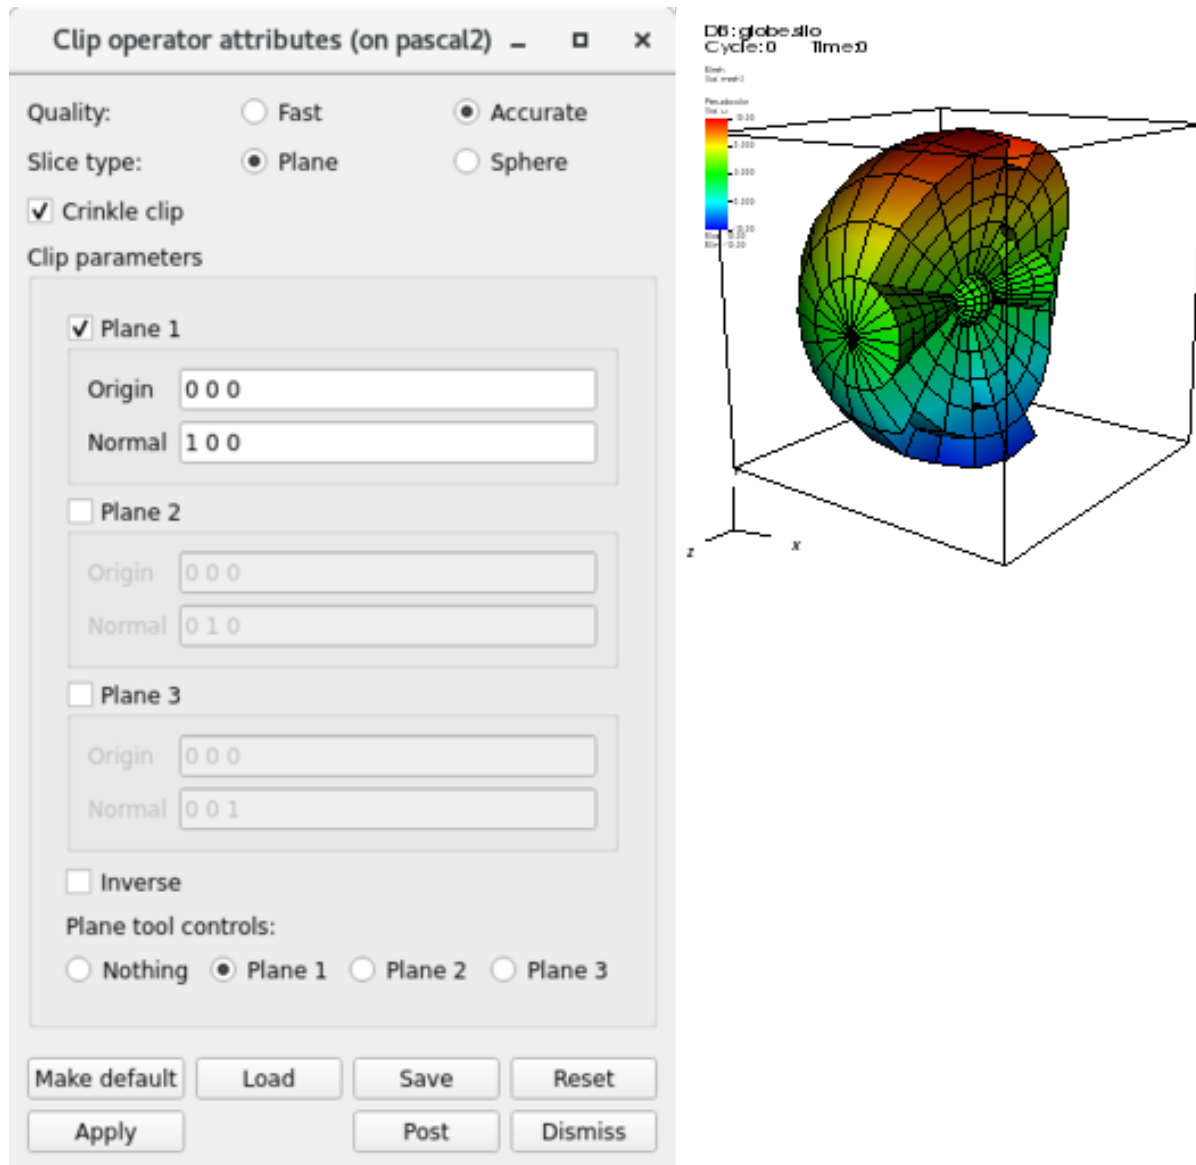 Clip operator attributes (on pascal2)
Quality: Fast Accurate
Slice type: Plane Sphere
Crinkle clip
Clip parameters
Plane 1
Origin 0 0 0
Normal 1 0 0
Plane 2
Origin 0 0 0
Normal 0 1 0
Plane 3
Origin 0 0 0
Normal 0 0 1
Inverse
Plane tool controls:
Nothing Plane 1 Plane 2 Plane 3
Make default Load Save Reset
Apply Post Dismiss
DB: globe.silo
Cycle: 0 Time:0
Pseudocolor
Y
Z
X